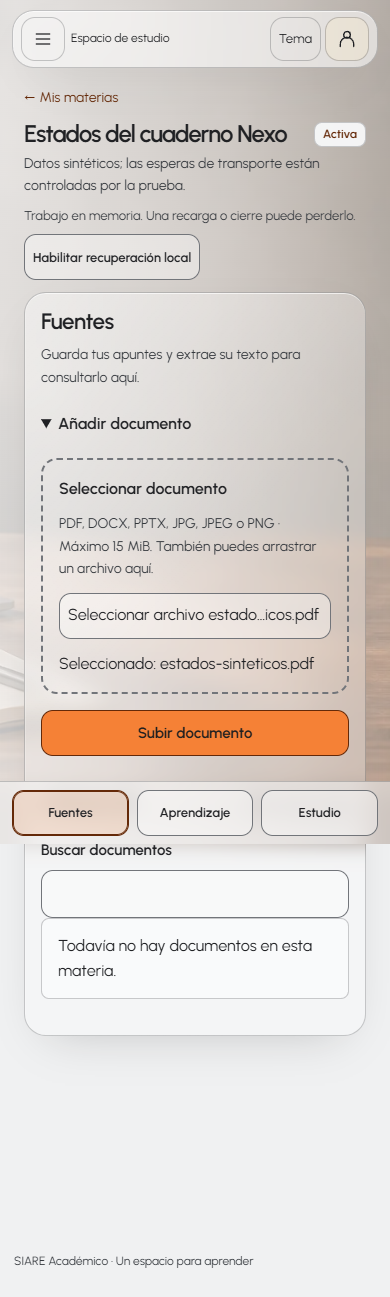 Espacio de estudio
Tema
← Mis materias
Estados del cuaderno Nexo
Activa
Datos sintéticos; las esperas de transporte están
controladas por la prueba.
Trabajo en memoria. Una recarga o cierre puede perderlo.
Habilitar recuperación local
Fuentes
Guarda tus apuntes y extrae su texto para
consultarlo aquí.
▼ Añadir documento
Seleccionar documento
PDF, DOCX, PPTX, JPG, JPEG o PNG ·
Máximo 15 MiB. También puedes arrastrar
un archivo aquí.
Seleccionar archivo estado...icos.pdf
Seleccionado: estados-sinteticos.pdf
Subir documento
Fuentes
Aprendizaje
Estudio
Buscar documentos
Todavía no hay documentos en esta
materia.
SIARE Académico · Un espacio para aprender